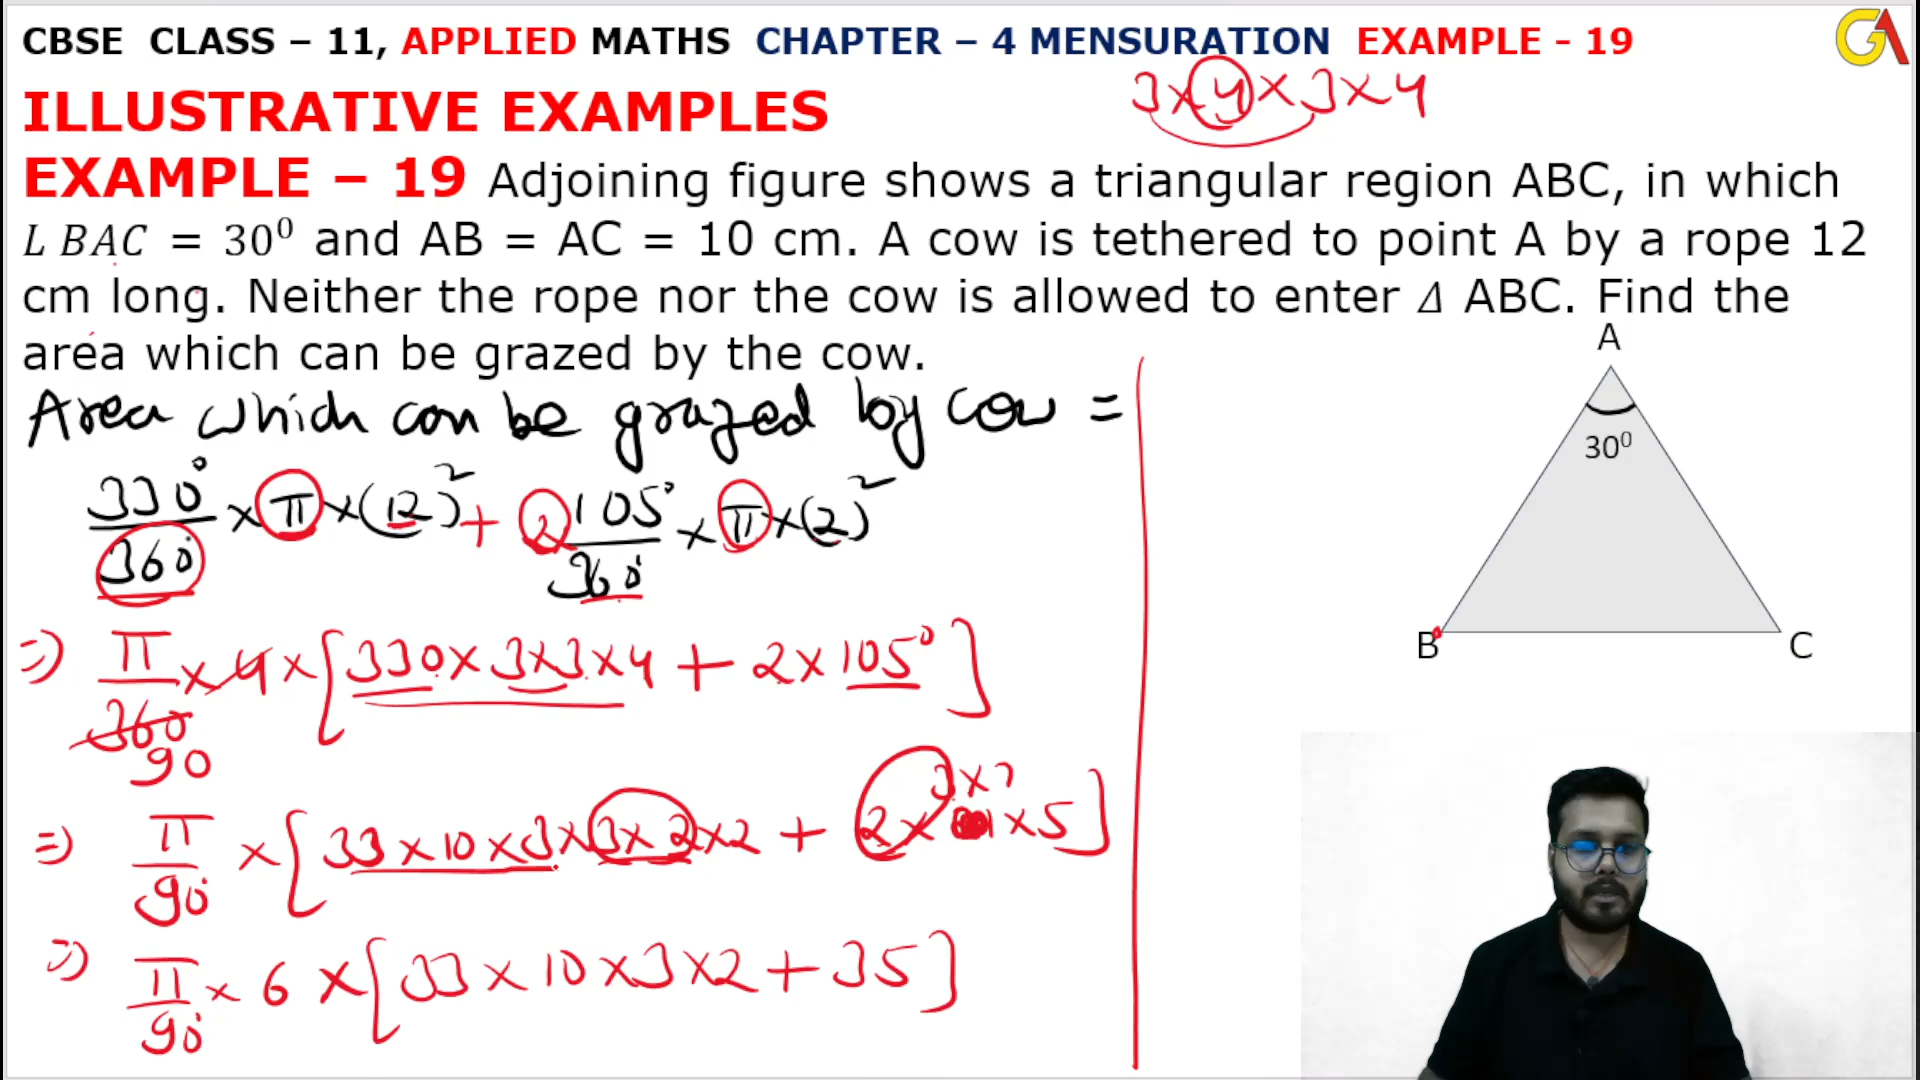 CBSE CLASS – 11, APPLIED MATHS CHAPTER – 4 MENSURATION EXAMPLE - 19
GA
3×4×3×4
ILLUSTRATIVE EXAMPLES
EXAMPLE – 19 Adjoining figure shows a triangular region ABC, in which
L BAC = 30⁰ and AB = AC = 10 cm. A cow is tethered to point A by a rope 12
cm long. Neither the rope nor the cow is allowed to enter Δ ABC. Find the
area which can be grazed by the cow.
A
30⁰
B
C
Area which can be grazed by cow =
330°/360° × π × (12)² + 2 105°/360° × π × (2)²
⇒ π/360 × 4 × [330 × 3 × 3 × 4 + 2 × 105°]
90
3×7
⇒ π/90° × [33 × 10 × 3 × 3 × 2 × 2 + 2 × × 5]
⇒ π/90° × 6 × [33 × 10 × 3 × 2 + 35]